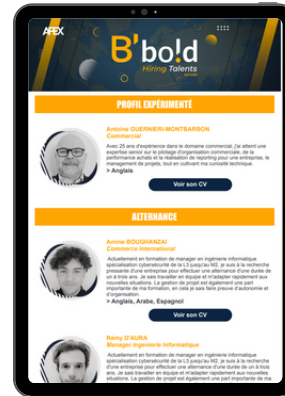 APEX
B'bo!d
Hiring Talents
PROFIL EXPÉRIMENTÉ
Antoine GUERNIERI-MONTBARBON
Commercial
Avec 25 ans d'expérience dans le domaine commercial, j'ai atteint une
expertise senior sur le pilotage d'organisation commerciale, de la
performance achats et la réalisation de reporting pour une entreprise, le
management de projets, tout en cultivant ma curiosité technique.
> Anglais
Voir son CV
ALTERNANCE
Amine BOUGHANZAI
Commerce International
Actuellement en formation de manager en ingénierie informatique
spécialisation cybersécurité de la L3 jusqu'au M2, je suis à la recherche
pressante d'une entreprise pour effectuer une alternance d'une durée de
un à trois ans. Je sais travailler en équipe et m'adapter rapidement aux
nouvelles situations. La gestion de projet est également une part
importante de ma formation, en cela je sais faire preuve d'autonomie et
d'organisation.
> Anglais, Arabe, Espagnol
Voir son CV
Rémy D'AURA
Manager Ingenierie Informatique
Actuellement en formation de manager en ingénierie informatique
spécialisation cybersécurité de la L3 jusqu'au M2, je suis à la recherche
d'une entreprise pour effectuer une alternance d'une durée de un à trois
ans. Je sais travailler en équipe et m'adapter rapidement aux nouvelles
situations. La gestion de projet est également une part importante de ma